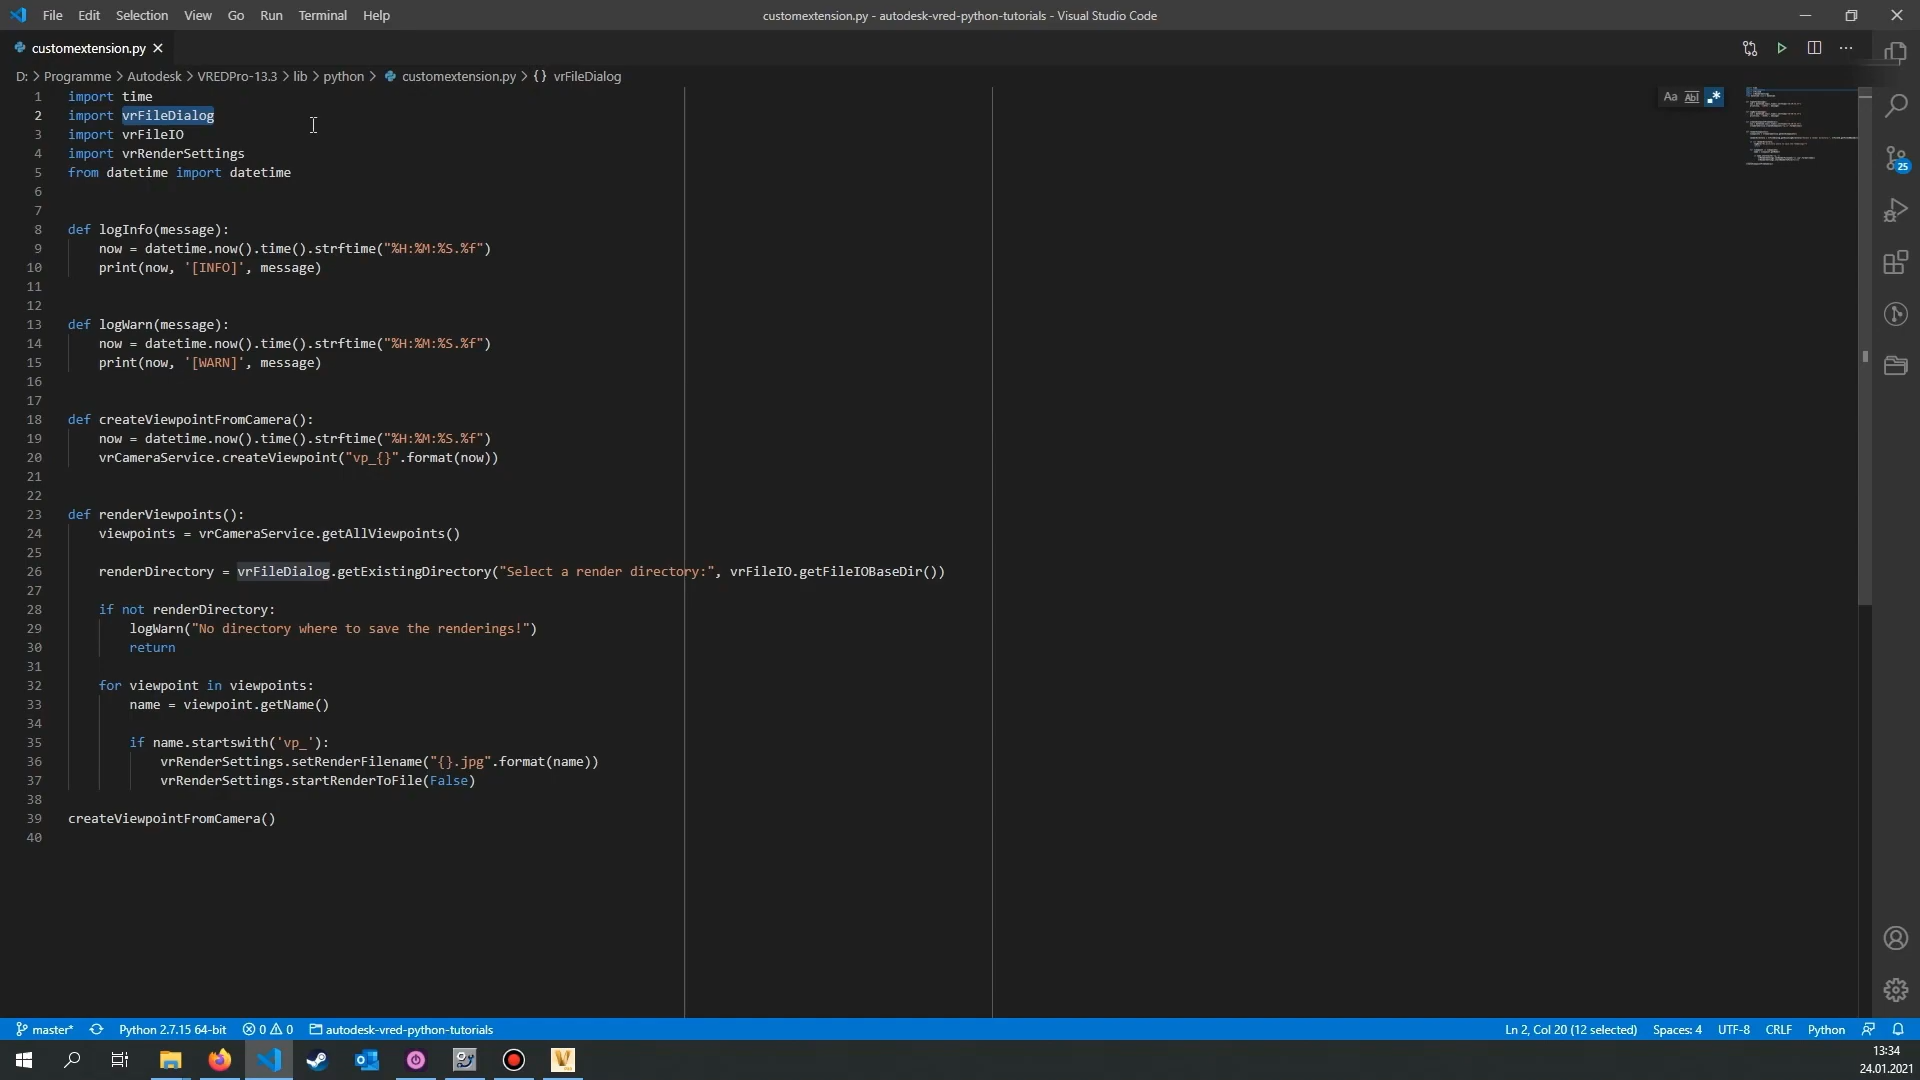 File Edit Selection View Go Run Terminal Help
customextension.py - autodesk-vred-python-tutorials - Visual Studio Code
customextension.py
D: > Programme > Autodesk > VREDPro-13.3 > lib > python > customextension.py > {} vrFileDialog
1 import time
2 import vrFileDialog
3 import vrFileIO
4 import vrRenderSettings
5 from datetime import datetime
6
7
8 def logInfo(message):
9 now = datetime.now().time().strftime("%H:%M:%S.%f")
10 print(now, '[INFO]', message)
11
12
13 def logWarn(message):
14 now = datetime.now().time().strftime("%H:%M:%S.%f")
15 print(now, '[WARN]', message)
16
17
18 def createViewpointFromCamera():
19 now = datetime.now().time().strftime("%H:%M:%S.%f")
20 vrCameraService.createViewpoint("vp_{}".format(now))
21
22
23 def renderViewpoints():
24 viewpoints = vrCameraService.getAllViewpoints()
25
26 renderDirectory = vrFileDialog.getExistingDirectory("Select a render directory:", vrFileIO.getFileIOBaseDir())
27
28 if not renderDirectory:
29 logWarn("No directory where to save the renderings!")
30 return
31
32 for viewpoint in viewpoints:
33 name = viewpoint.getName()
34
35 if name.startswith('vp_'):
36 vrRenderSettings.setRenderFilename("{}.jpg".format(name))
37 vrRenderSettings.startRenderToFile(False)
38
39 createViewpointFromCamera()
40
Aa Abl .*
25
master* Python 2.7.15 64-bit 0 0 autodesk-vred-python-tutorials
Ln 2, Col 20 (12 selected) Spaces: 4 UTF-8 CRLF Python
13:34
24.01.2021